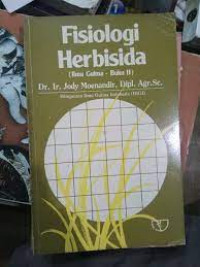 Fisiologi
Herbisida
(Ilmu Gulma - Buku II)
Dr. Ir. Jody Moenandir, Dipl. Agr.Sc.